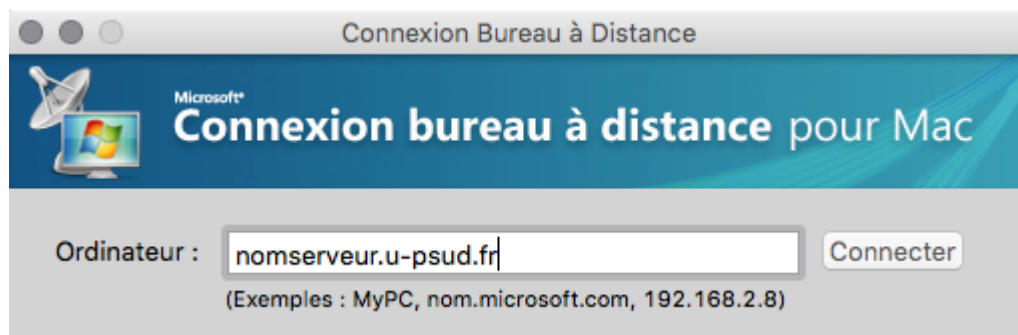 Connexion Bureau à Distance
Microsoft®
Connexion bureau à distance pour Mac
Ordinateur : nomserveur.u-psud.fr Connecter
(Exemples : MyPC, nom.microsoft.com, 192.168.2.8)